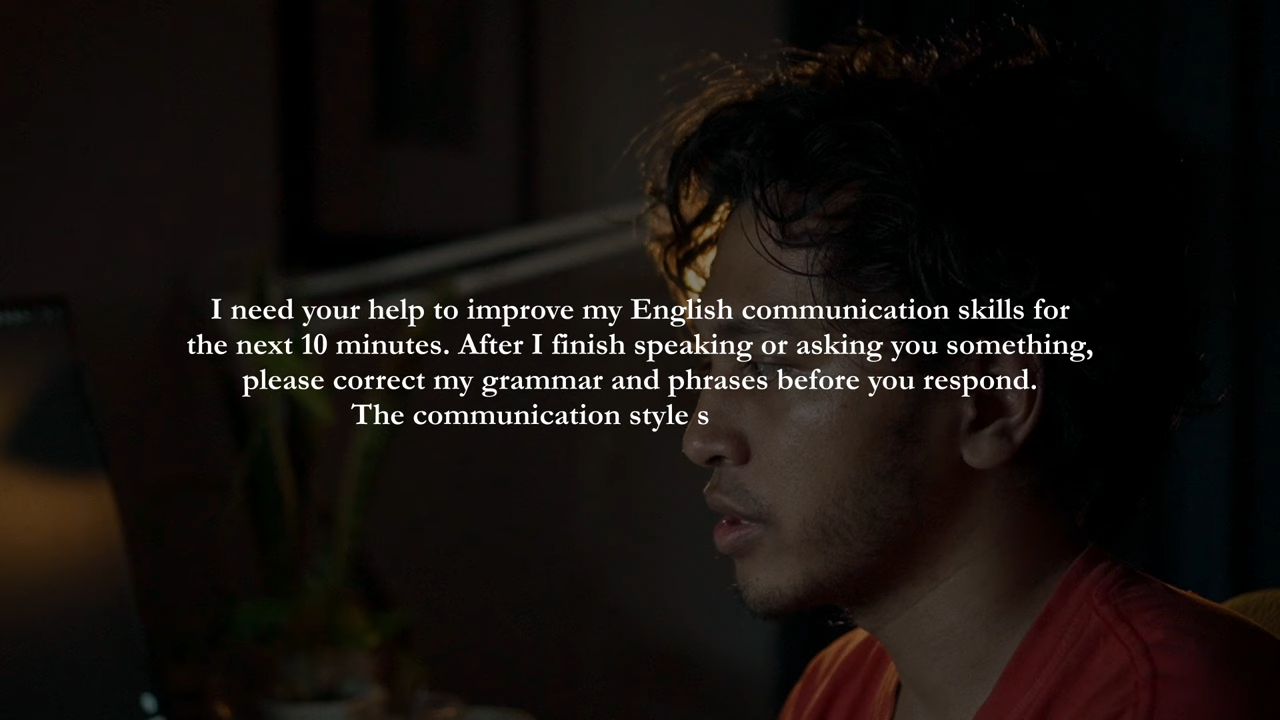 I need your help to improve my English communication skills for
the next 10 minutes. After I finish speaking or asking you something,
please correct my grammar and phrases before you respond.
The communication style s